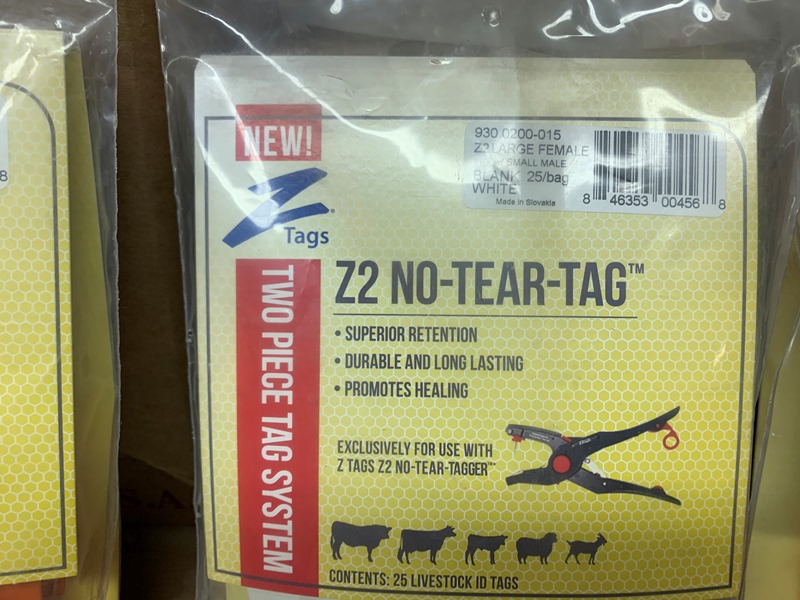 NEW!
Z
Tags
930 0200-015
Z2 LARGE FEMALE
SMALL MALE
BLANK 25/bag
WHITE
Made in Slovakia
8 46353 00456 8
TWO PIECE TAG SYSTEM
Z2 NO-TEAR-TAG™
• SUPERIOR RETENTION
• DURABLE AND LONG LASTING
• PROMOTES HEALING
EXCLUSIVELY FOR USE WITH
Z TAGS Z2 NO-TEAR-TAGGER™
CONTENTS: 25 LIVESTOCK ID TAGS
8